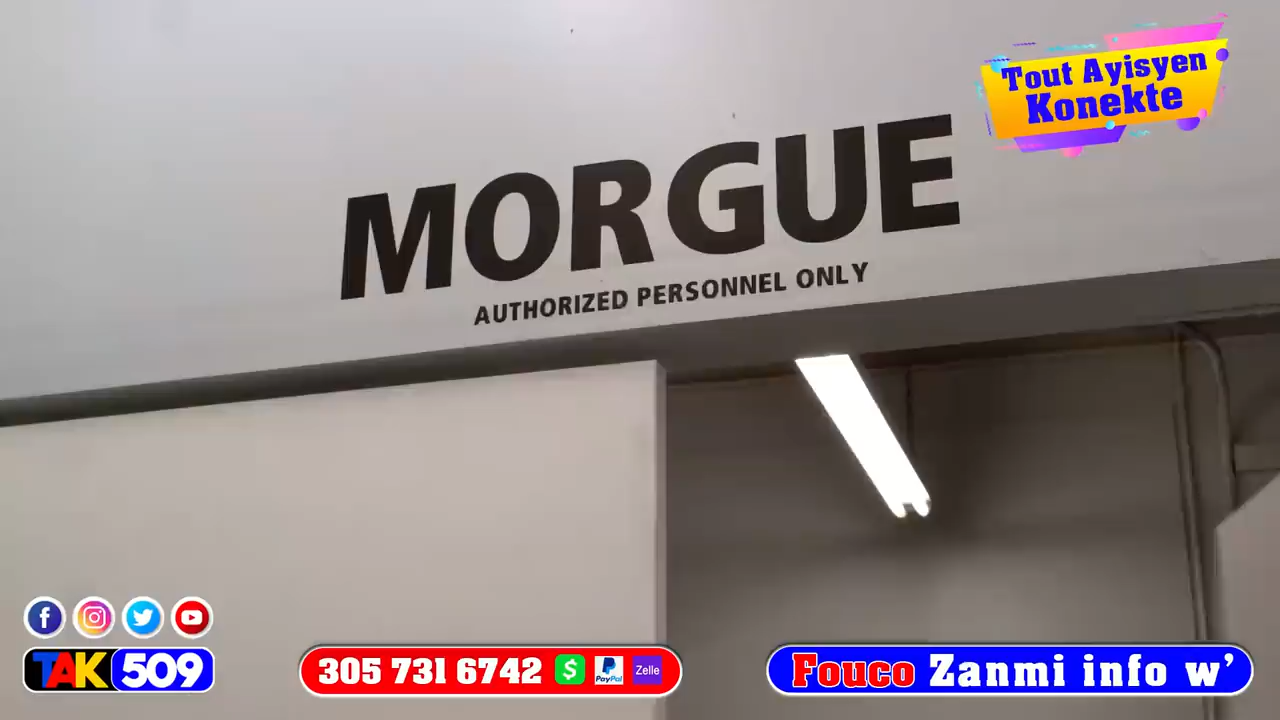 Tout Ayisyen
Konekte
MORGUE
AUTHORIZED PERSONNEL ONLY
TAK 509
305 731 6742 $ PayPal Zelle
Fouco Zanmi info w'